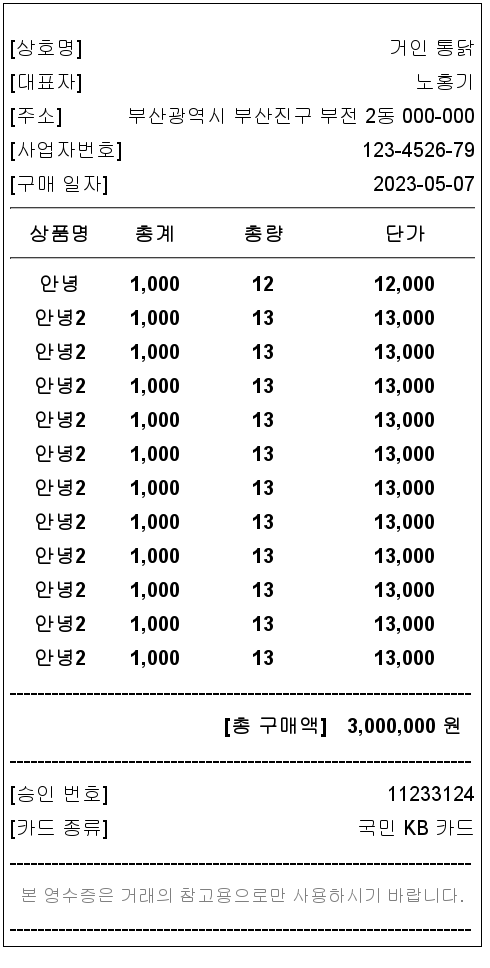 [상호명] 거인 통닭
[대표자] 노홍기
[주소] 부산광역시 부산진구 부전 2동 000-000
[사업자번호] 123-4526-79
[구매 일자] 2023-05-07
상품명 총계 총량 단가
안녕 1,000 12 12,000
안녕2 1,000 13 13,000
안녕2 1,000 13 13,000
안녕2 1,000 13 13,000
안녕2 1,000 13 13,000
안녕2 1,000 13 13,000
안녕2 1,000 13 13,000
안녕2 1,000 13 13,000
안녕2 1,000 13 13,000
안녕2 1,000 13 13,000
안녕2 1,000 13 13,000
안녕2 1,000 13 13,000
[총 구매액] 3,000,000 원
[승인 번호] 11233124
[카드 종류] 국민 KB 카드
본 영수증은 거래의 참고용으로만 사용하시기 바랍니다.